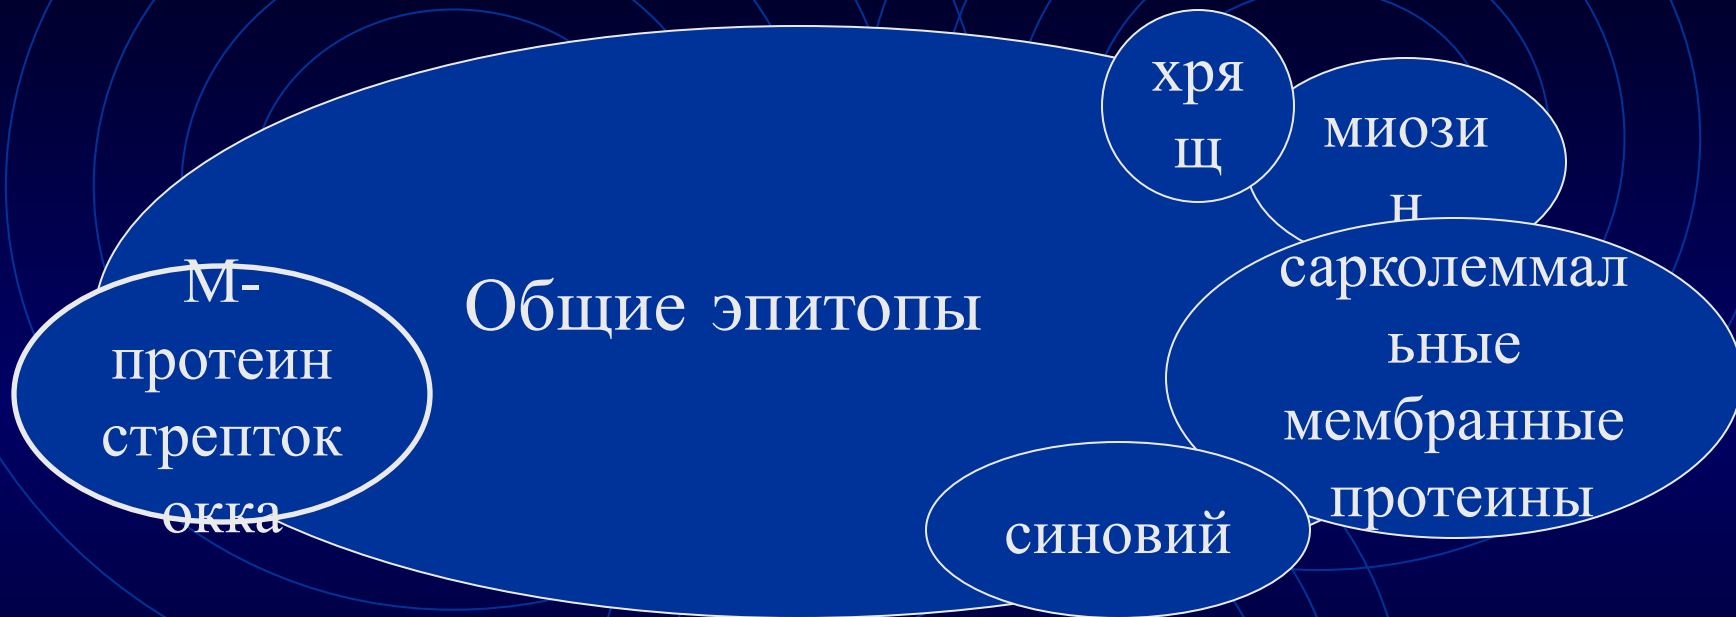 хря
щ
миози
н
М-
протеин
стрепток
окка
Общие эпитопы
сарколеммал
ьные
мембранные
протеины
синовий